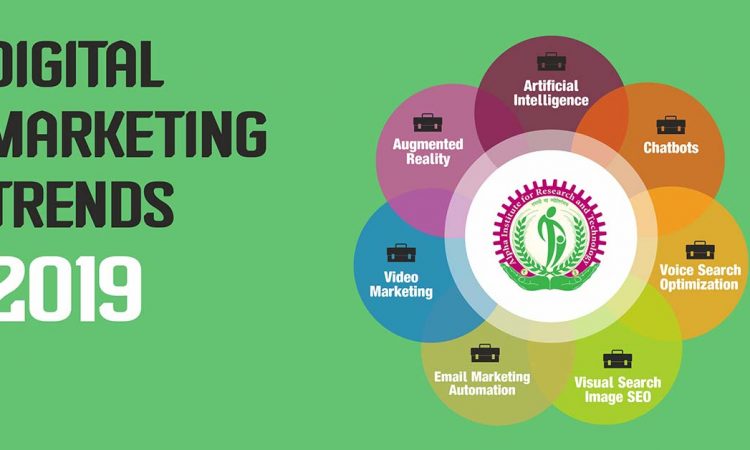 DIGITAL
MARKETING
TRENDS
2019
Artificial
Intelligence
Chatbots
Voice Search
Optimization
Visual Search
Image SEO
Email Marketing
Automation
Video
Marketing
Augmented
Reality
Alpha Institute for Research and Technology